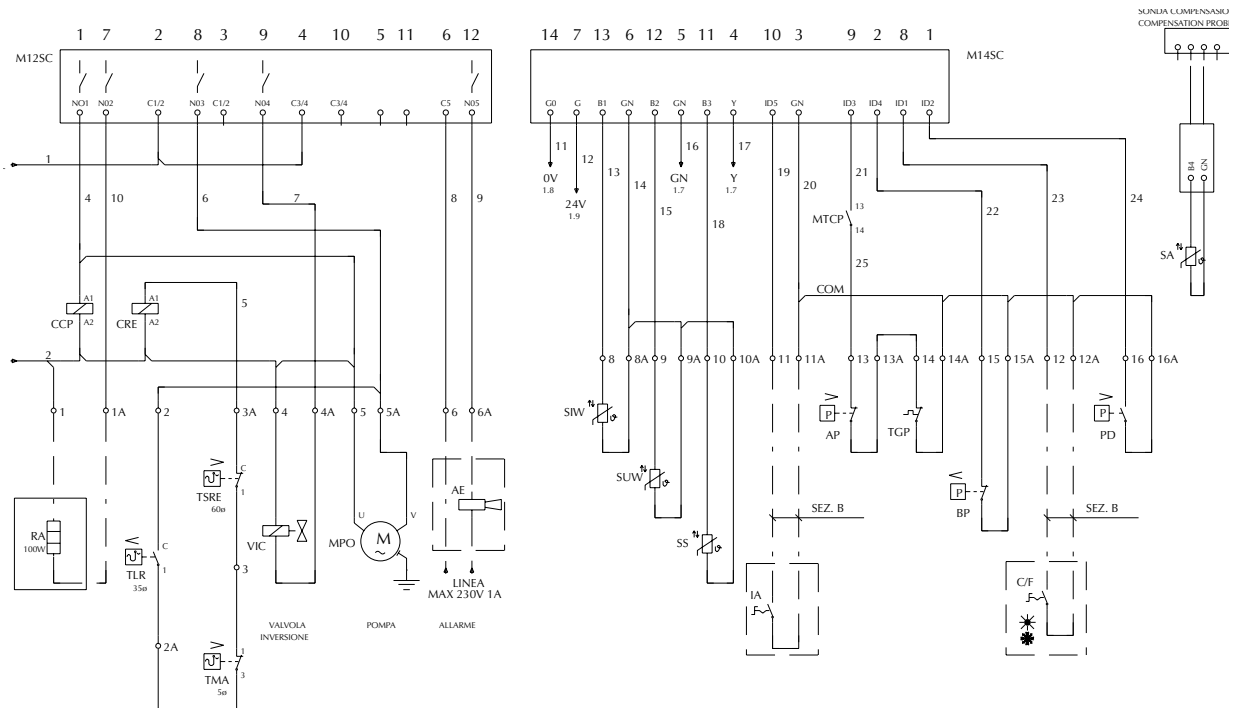 SONDA COMPENSASIO
COMPENSATION PROBE
1 7 2 8 3 9 4 10 5 11 6 12
14 7 13 6 12 5 11 4 10 3 9 2 8 1
M12SC
M14SC
NO1 N02 C1/2 N03 C1/2 N04 C3/4 C3/4 C5 N05
G0 G B1 GN B2 GN B3 Y ID5 GN ID3 ID4 ID1 ID2
1
11 12 16 17
0V
1.8
24V
1.9
GN
1.7
Y
1.7
B4 GN
4 10 6 7 8 9
13 14 15 18 19 20 21 22 23 24
MTCP
13
14
25
SA
COM
5
CCP
A1
A2
CRE
A1
A2
2
8 8A 9 9A 10 10A 11 11A 13 13A 14 14A 15 15A 12 12A 16 16A
1 1A 2 3A 4 4A 5 5A 6 6A
SIW
AP
P
TGP
PD
P
TSRE
60ø
C
1
SUW
BP
P
AE
SEZ. B
SEZ. B
RA
100W
TLR
35ø
C
1
VIC
MPO
U
V
M
~
SS
3
LINEA
MAX 230V 1A
IA
C/F
VALVOLA
INVERSIONE
POMPA
ALLARME
2A
TMA
5ø
1
3